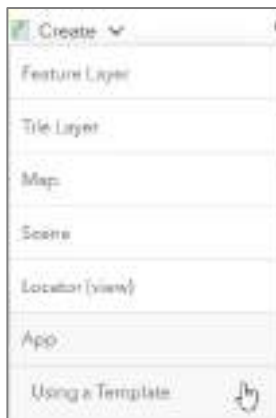 Create
Feature Layer
Tile Layer
Map
Scene
Locator (view)
App
Using a Template